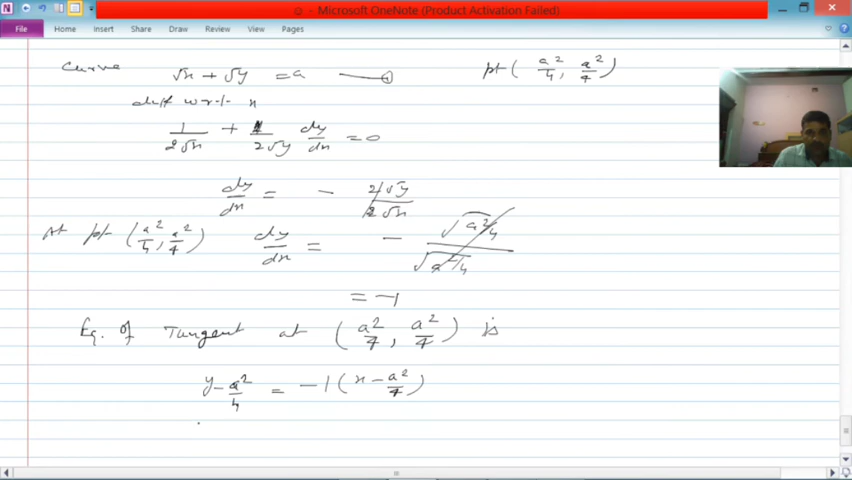 Microsoft OneNote (Product Activation Failed)
File Home Insert Share Draw Review View Pages
Curve √x + √y = a —① pt (a²/4, a²/4)
diff w.r.t. x
1/2√x + 1/2√y dy/dx = 0
dy/dx = - 2√y/2√x
At pt (a²/4, a²/4) dy/dx = - √a²/4/√a²/4
= -1
Eq. of Tangent at (a²/4, a²/4) is
y - a²/4 = -1(x - a²/4)